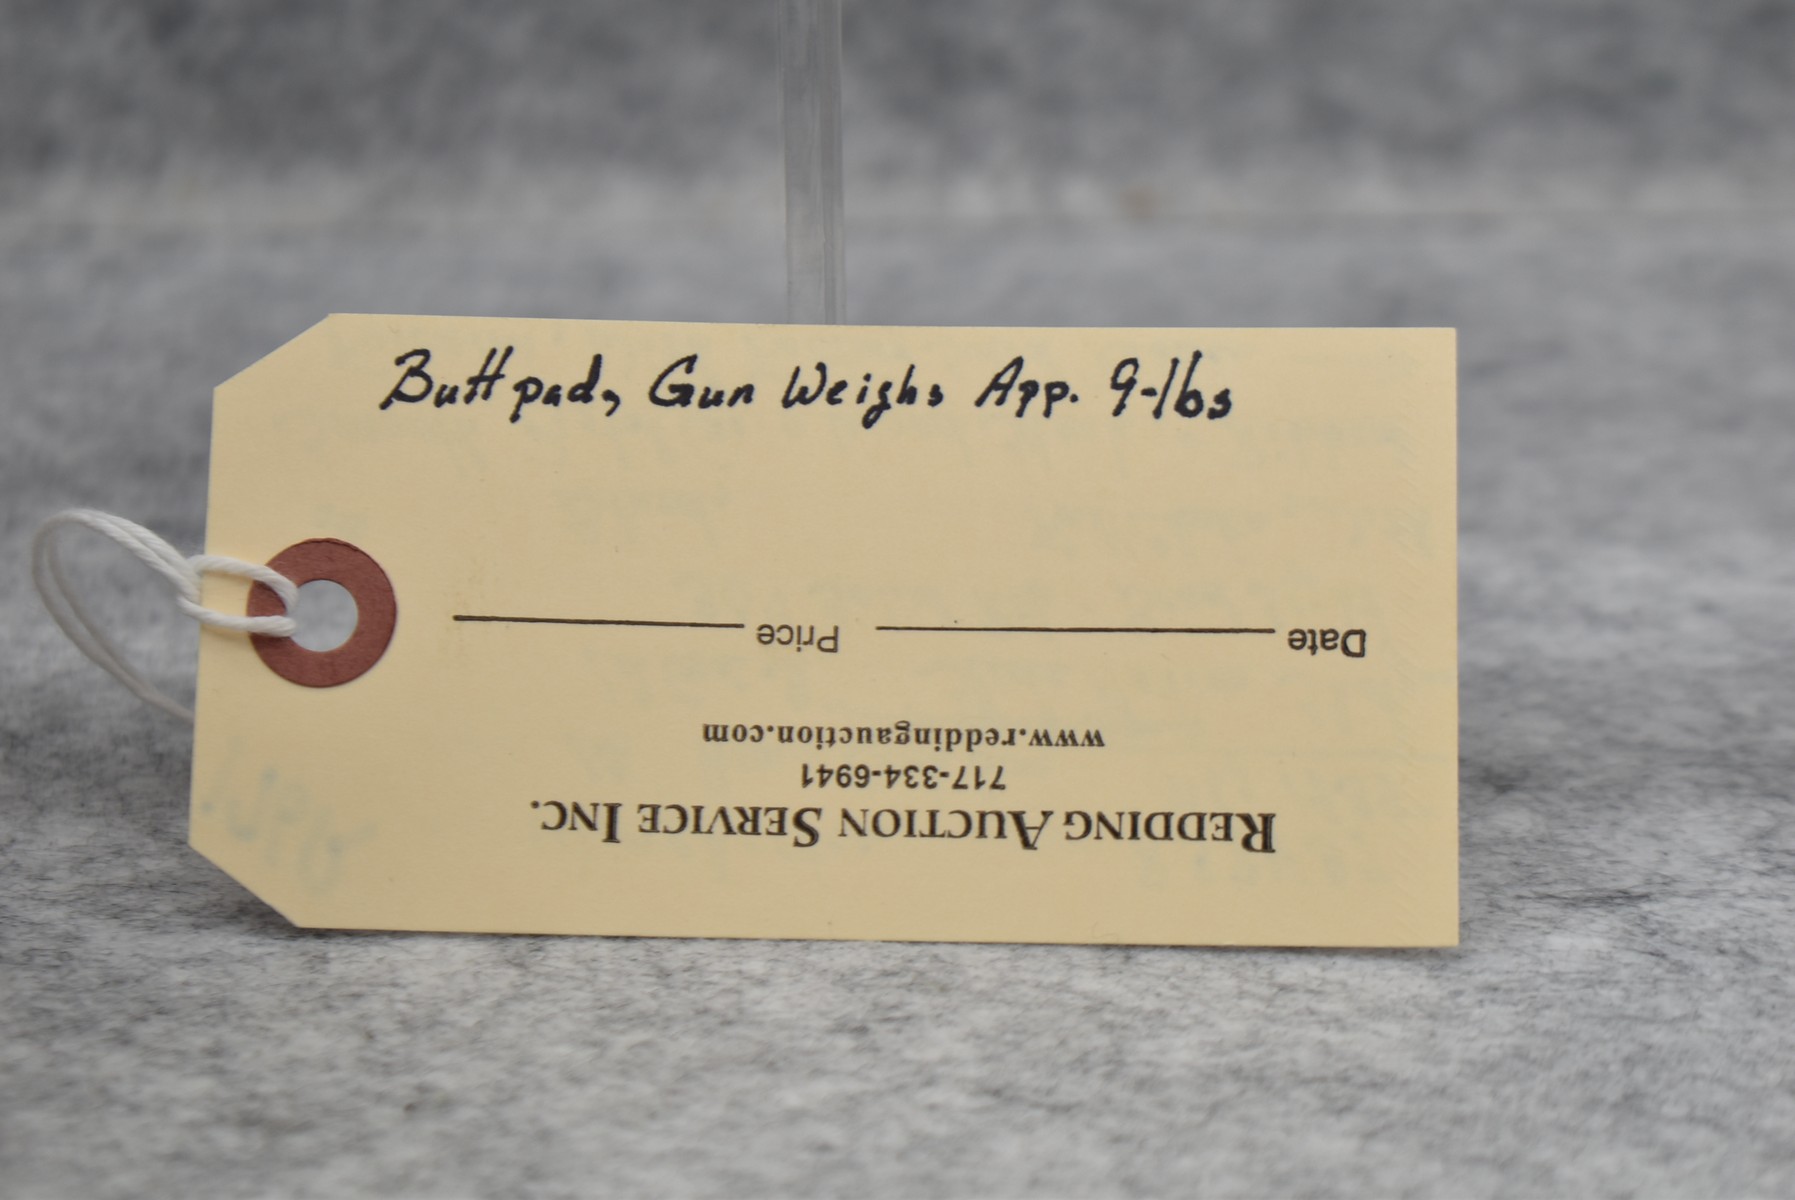 Buttpad, Gun Weighs App. 9-lbs
REDDING AUCTION SERVICE INC.
717-334-6941
www.reddingauction.com
Date Price